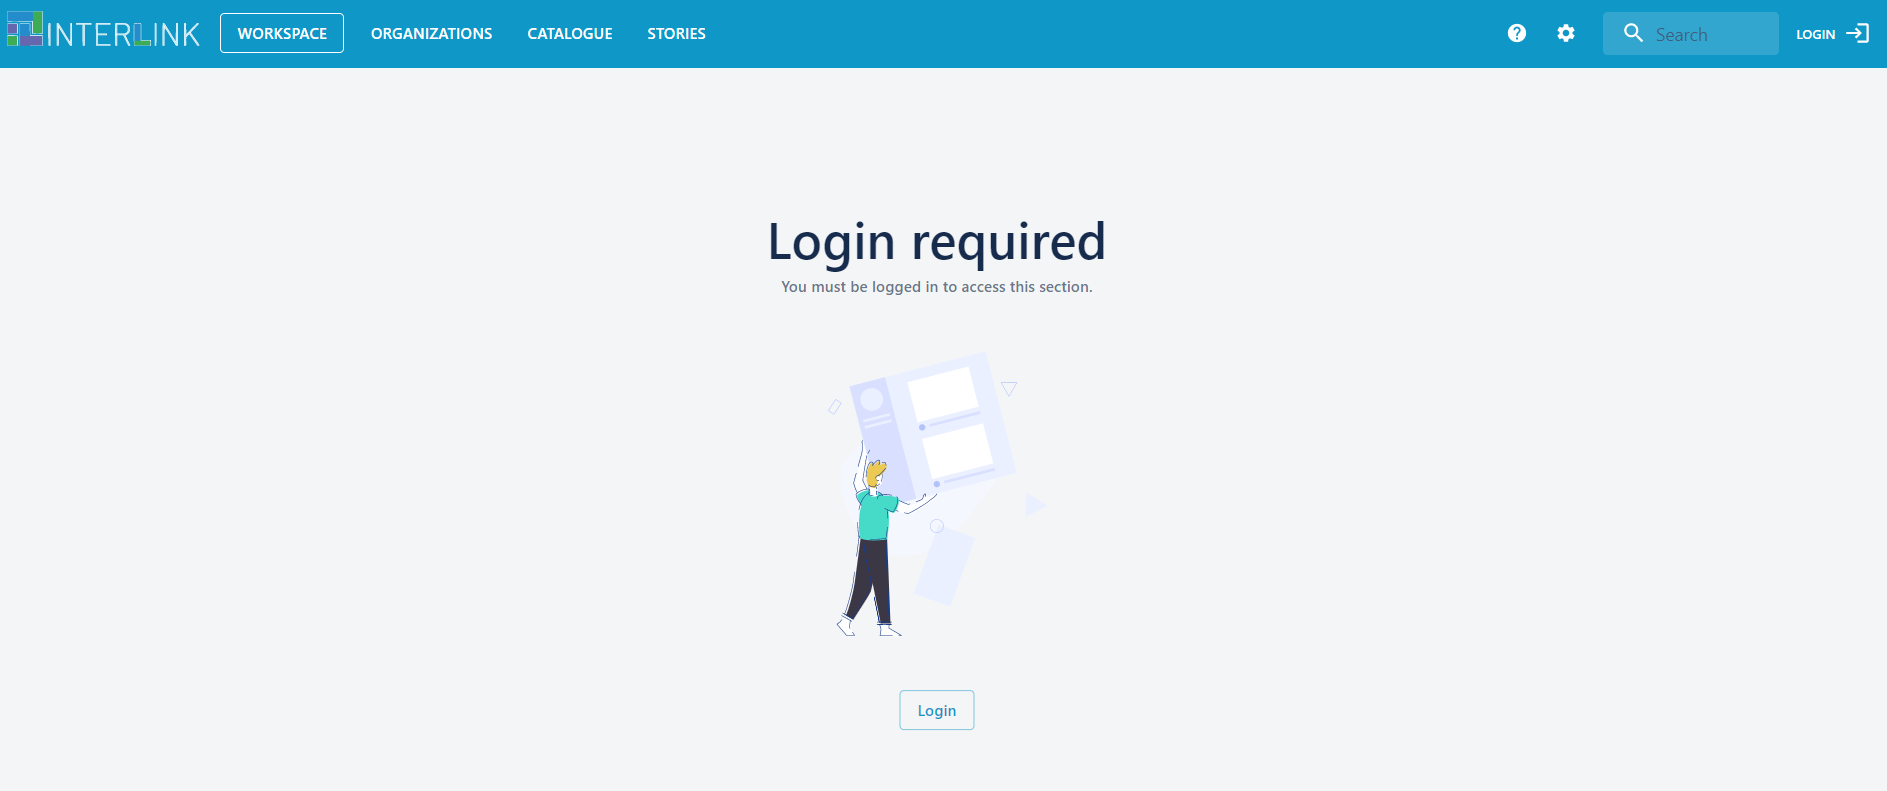 INTERLINK WORKSPACE ORGANIZATIONS CATALOGUE STORIES Search LOGIN
Login required
You must be logged in to access this section.
Login